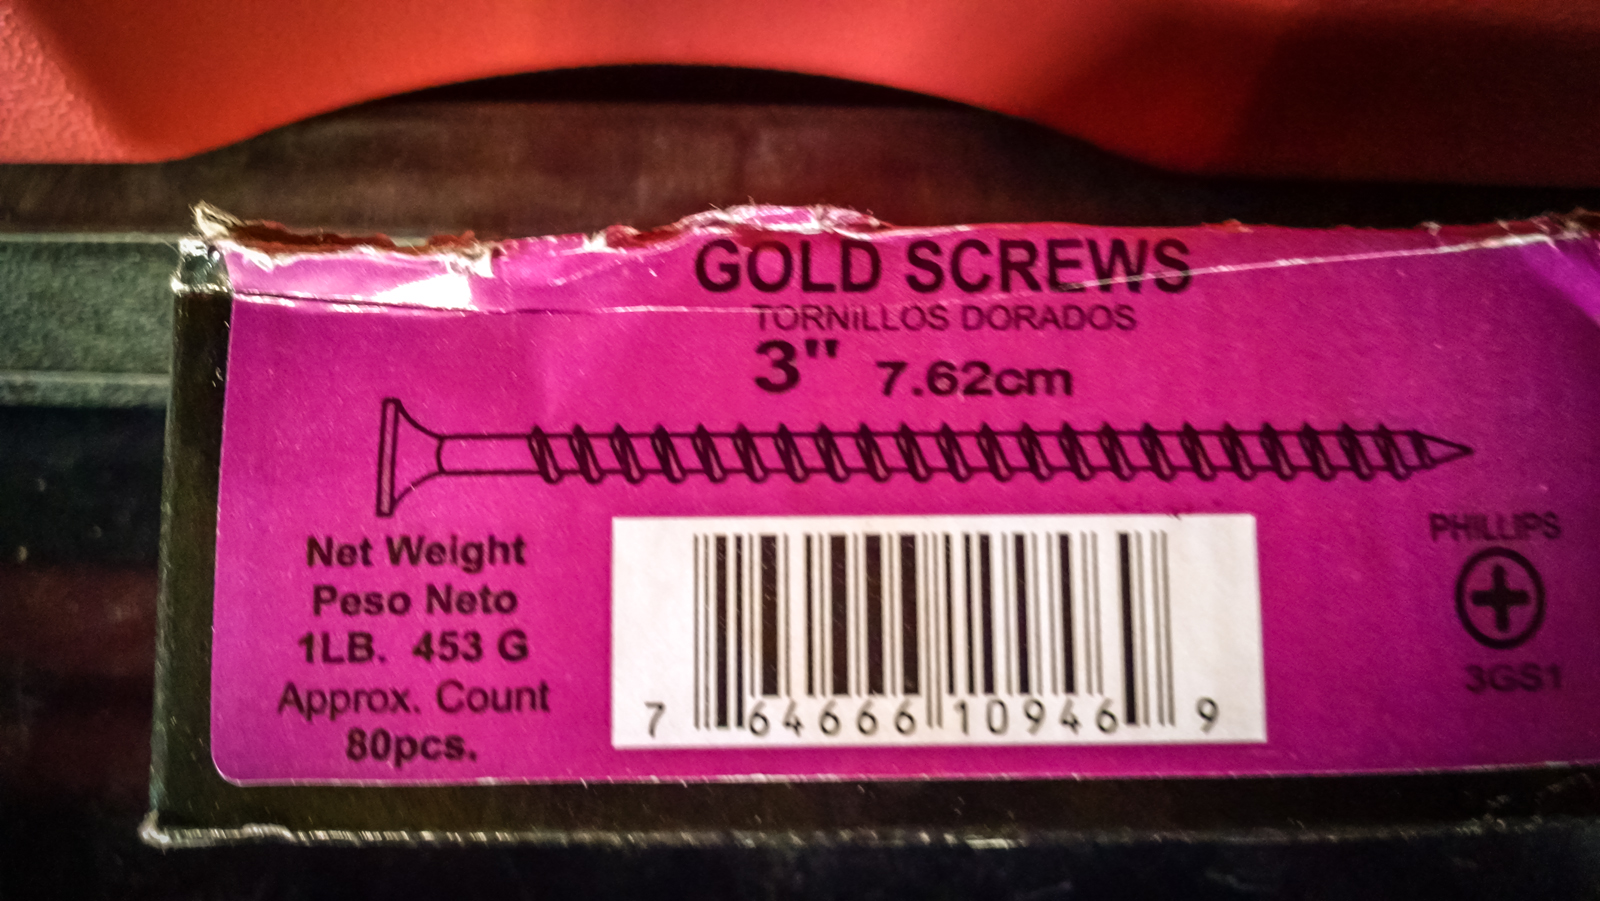 GOLD SCREWS
TORNILLOS DORADOS
3" 7.62cm
Net Weight
Peso Neto
1LB. 453 G
Approx. Count
80pcs.
7 64666 10946 9
PHILLIPS
3GS1